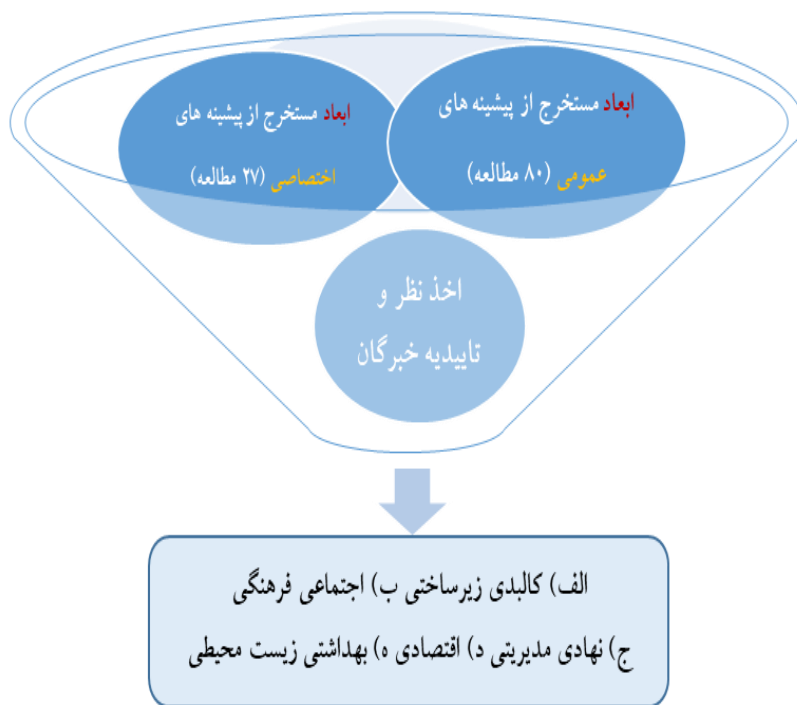 ابعاد مستخرج از پیشینه های
عمومی (۸۰ مطالعه)
ابعاد مستخرج از پیشینه های
اختصاصی (۲۷ مطالعه)
اخذ نظر و
تاییدیه خبرگان
الف) کالبدی زیرساختی ب) اجتماعی فرهنگی
ج) نهادی مدیریتی د) اقتصادی ه) بهداشتی زیست محیطی